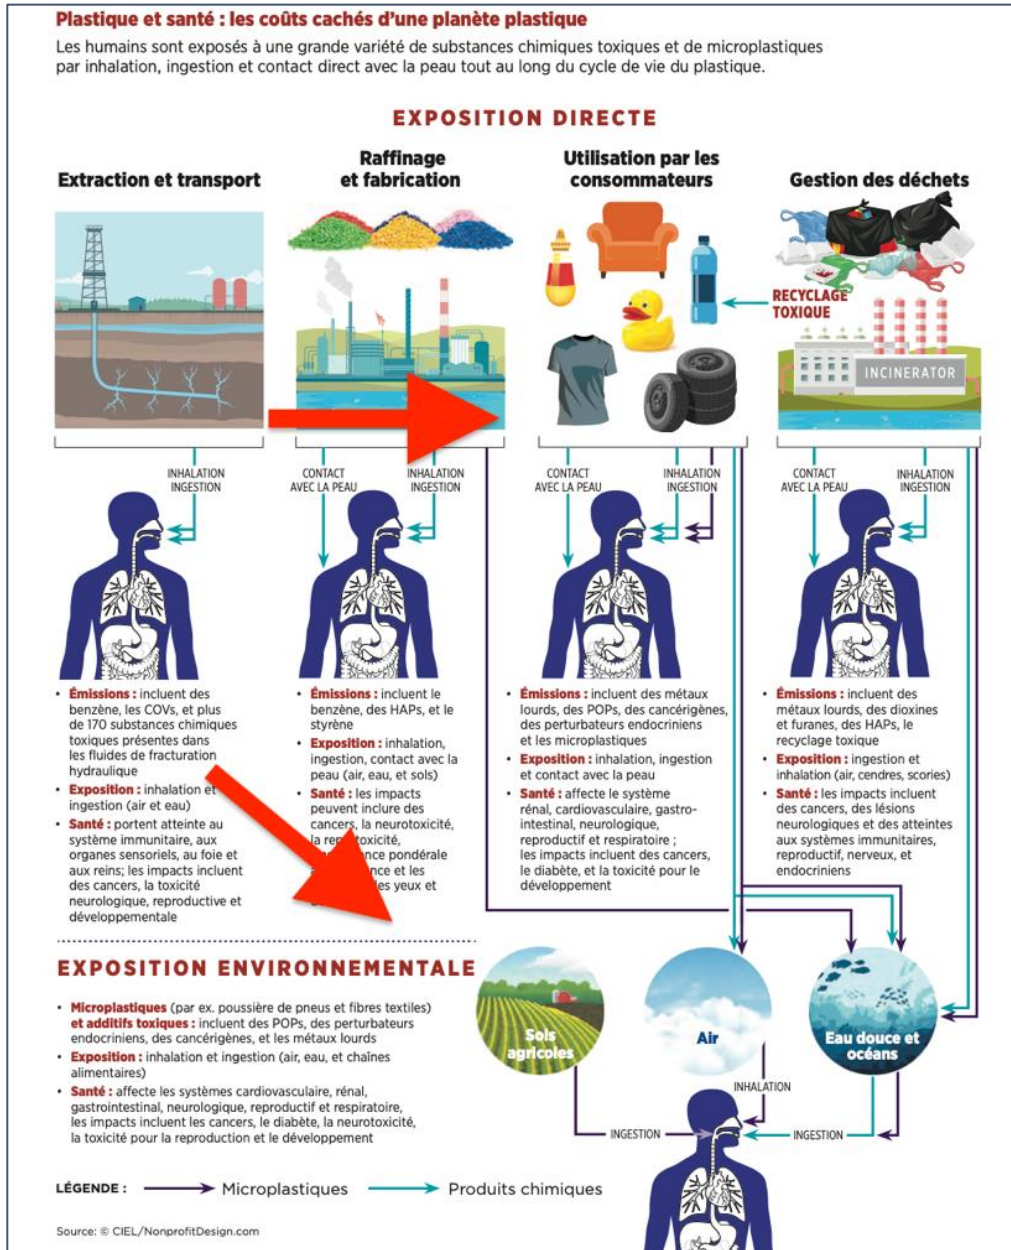 Plastique et santé : les coûts cachés d’une planète plastique
Les humains sont exposés à une grande variété de substances chimiques toxiques et de microplastiques
par inhalation, ingestion et contact direct avec la peau tout au long du cycle de vie du plastique.
EXPOSITION DIRECTE
Extraction et transport
Raffinage
et fabrication
Utilisation par les
consommateurs
Gestion des déchets
RECYCLAGE
TOXIQUE
INCINERATOR
INHALATION
INGESTION
CONTACT
AVEC LA PEAU
INHALATION
INGESTION
CONTACT
AVEC LA PEAU
INHALATION
INGESTION
CONTACT
AVEC LA PEAU
INHALATION
INGESTION
• Émissions : incluent des
benzène, les COVs, et plus
de 170 substances chimiques
toxiques présentes dans
les fluides de fracturation
hydraulique
• Exposition : inhalation et
ingestion (air et eau)
• Santé : portent atteinte au
système immunitaire, aux
organes sensoriels, au foie et
aux reins; les impacts incluent
des cancers, la toxicité
neurologique, reproductive et
développementale
• Émissions : incluent le
benzène, des HAPs, et le
styrène
• Exposition : inhalation,
ingestion, contact avec la
peau (air, eau, et sols)
• Santé : les impacts
peuvent inclure des
cancers, la neurotoxicité,
la
pondérale
et les
yeux et
• Émissions : incluent des métaux
lourds, des POPs, des cancérigènes,
des perturbateurs endocriniens
et les microplastiques
• Exposition : inhalation, ingestion
et contact avec la peau
• Santé : affecte le système
rénal, cardiovasculaire, gastro-
intestinal, neurologique,
reproductif et respiratoire ;
les impacts incluent des cancers,
le diabète, et la toxicité pour le
développement
• Émissions : incluent des
métaux lourds, des dioxines
et furanes, des HAPs, le
recyclage toxique
• Exposition : ingestion et
inhalation (air, cendres, scories)
• Santé : les impacts incluent
des cancers, des lésions
neurologiques et des atteintes
aux systèmes immunitaires,
reproductif, nerveux, et
endocriniens
EXPOSITION ENVIRONNEMENTALE
• Microplastiques (par ex. poussière de pneus et fibres textiles)
et additifs toxiques : incluent des POPs, des perturbateurs
endocriniens, des cancérigènes, et les métaux lourds
• Exposition : inhalation et ingestion (air, eau, et chaînes
alimentaires)
• Santé : affecte les systèmes cardiovasculaire, rénal,
gastrointestinal, neurologique, reproductif et respiratoire,
les impacts incluent les cancers, le diabète, la neurotoxicité,
la toxicité pour la reproduction et le développement
Sols
agricoles
Air
Eau douce et
océans
INHALATION
INGESTION
INGESTION
LÉGENDE :
Microplastiques
Produits chimiques
Source: © CIEL/NonprofitDesign.com